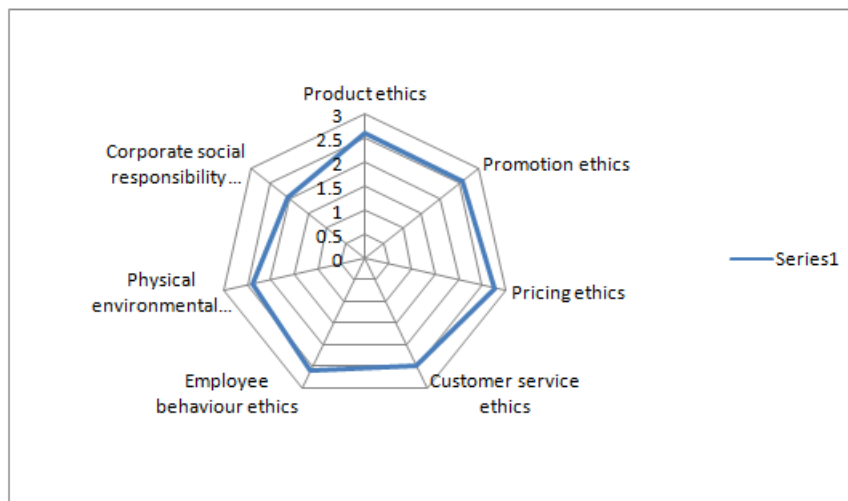 Product ethics
3
2.5
2
1.5
1
0.5
0
Promotion ethics
Pricing ethics
Customer service
ethics
Employee
behaviour ethics
Physical
environmental...
Corporate social
responsibility ...
Series1